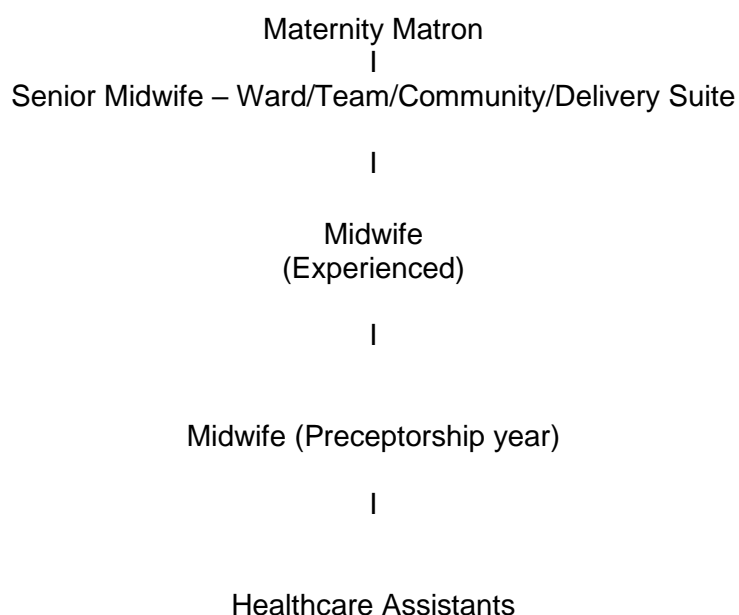 Maternity Matron
I
Senior Midwife – Ward/Team/Community/Delivery Suite
I
Midwife
(Experienced)
I
Midwife (Preceptorship year)
I
Healthcare Assistants